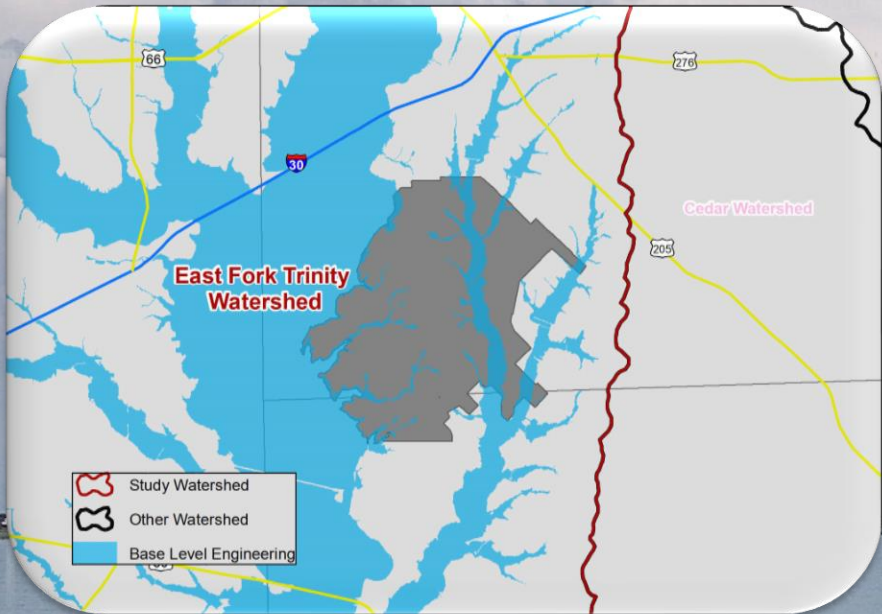 66
276
30
Cedar Watershed
205
East Fork Trinity
Watershed
Study Watershed
Other Watershed
Base Level Engineering